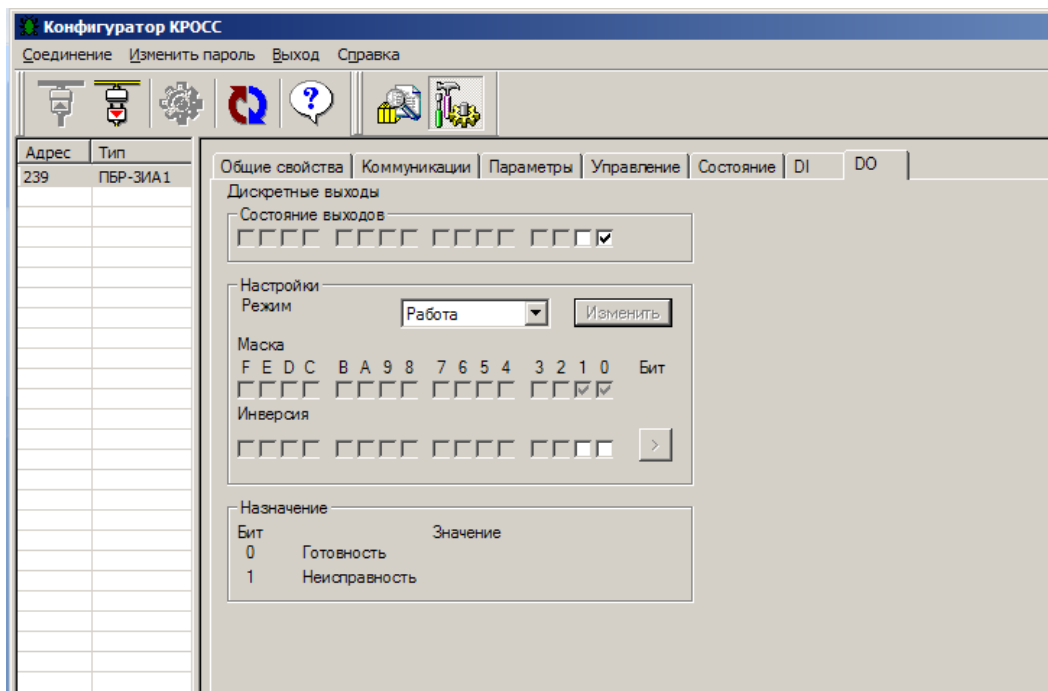 Конфигуратор КРОСС
Соединение Изменить пароль Выход Справка
?
Адрес Тип
239 ПБР-ЗИА1
Общие свойства Коммуникации Параметры Управление Состояние DI DO
Дискретные выходы
Состояние выходов
Настройки
Режим Работа Изменить
Маска
F E D C B A 9 8 7 6 5 4 3 2 1 0 Бит
Инверсия
>
Назначение
Бит Значение
0 Готовность
1 Неисправность